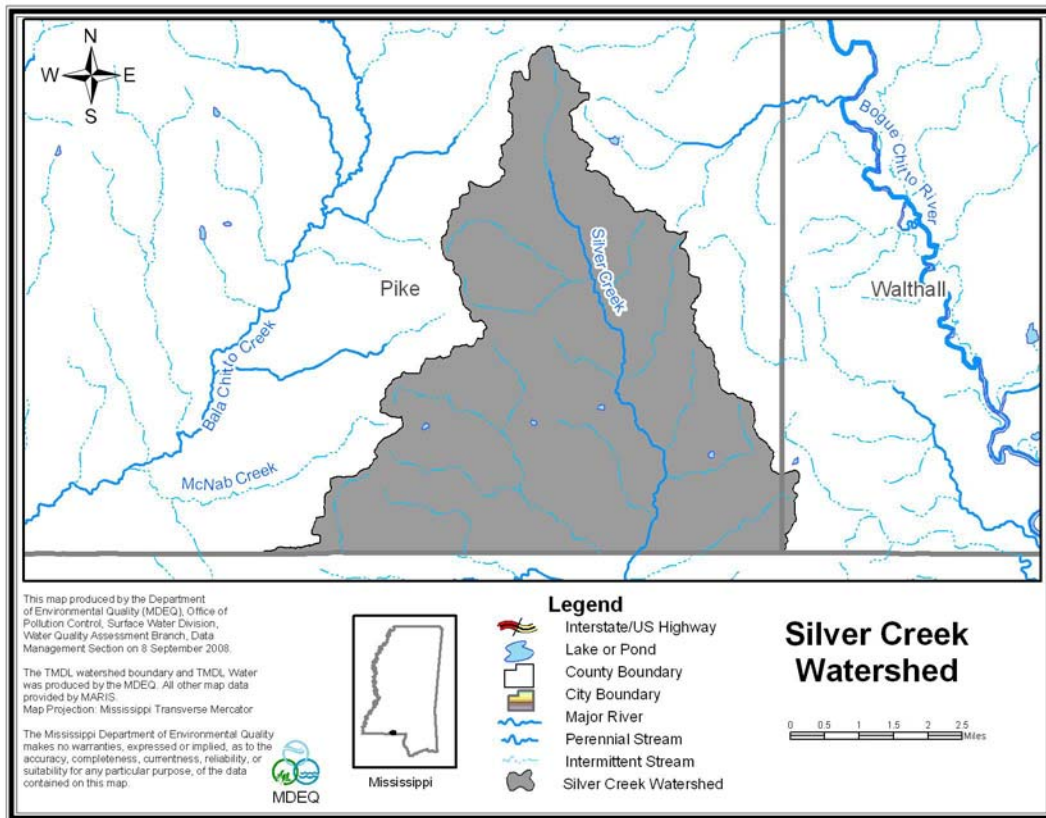 N
W E
S
Bogue Chitto River
Silver Creek
Pike
Walthall
Bala Chitto Creek
McNab Creek
This map produced by the Department
of Environmental Quality (MDEQ), Office of
Pollution Control, Surface Water Division,
Water Quality Assessment Branch, Data
Management Section on 8 September 2008.
The TMDL watershed boundary and TMDL Water
was produced by the MDEQ. All other map data
provided by MARIS.
Map Projection: Mississippi Transverse Mercator
The Mississippi Department of Environmental Quality
makes no warranties, expressed or implied, as to the
accuracy, completeness, currentness, reliability, or
suitability for any particular purpose, of the data
contained on this map.
MDEQ
Mississippi
Legend
Interstate/US Highway
Lake or Pond
County Boundary
City Boundary
Major River
Perennial Stream
Intermittent Stream
Silver Creek Watershed
Silver Creek
Watershed
0 0.5 1 1.5 2 2.5
Miles